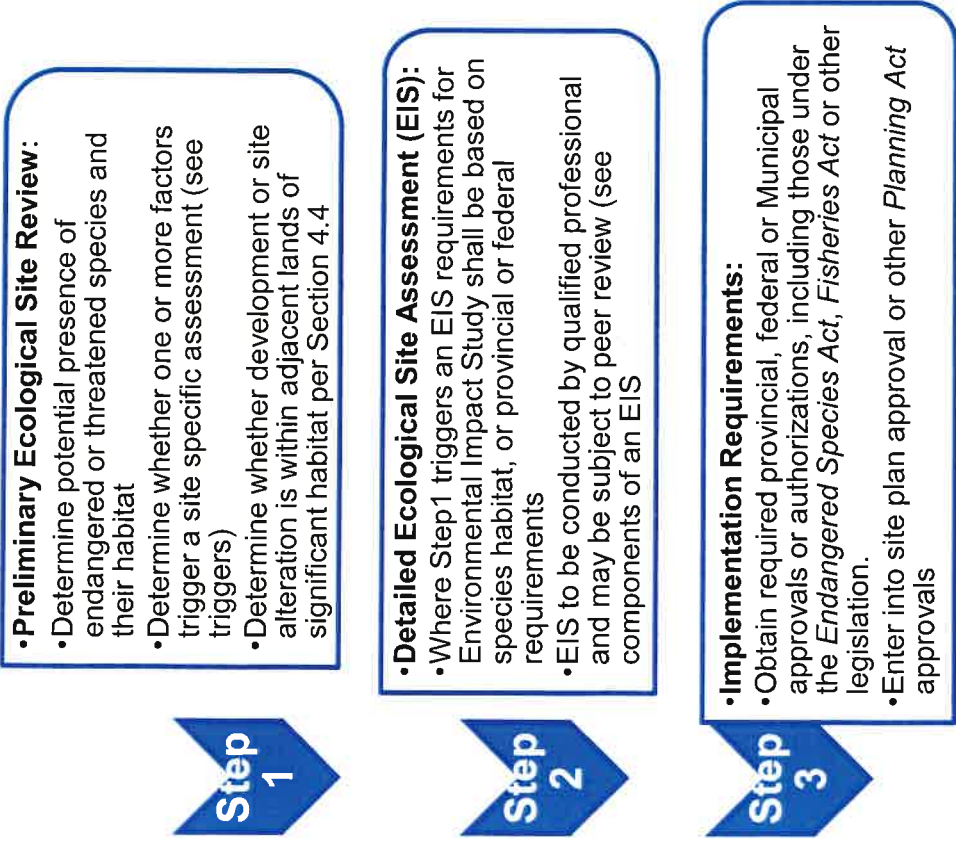 Step
1
•Preliminary Ecological Site Review:
•Determine potential presence of
endangered or threatened species and
their habitat
•Determine whether one or more factors
trigger a site specific assessment (see
triggers)
•Determine whether development or site
alteration is within adjacent lands of
significant habitat per Section 4.4
Step
2
•Detailed Ecological Site Assessment (EIS):
•Where Step1 triggers an EIS requirements for
Environmental Impact Study shall be based on
species habitat, or provincial or federal
requirements
•EIS to be conducted by qualified professional
and may be subject to peer review (see
components of an EIS
Step
3
•Implementation Requirements:
•Obtain required provincial, federal or Municipal
approvals or authorizations, including those under
the Endangered Species Act, Fisheries Act or other
legislation.
•Enter into site plan approval or other Planning Act
approvals